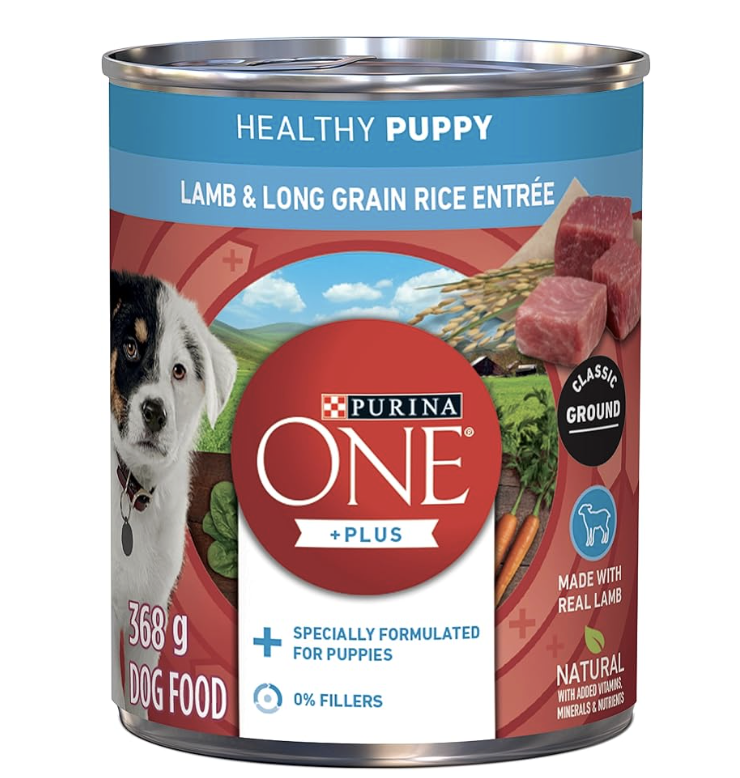 HEALTHY PUPPY
LAMB & LONG GRAIN RICE ENTRÉE
CLASSIC
GROUND
PURINA
ONE®
+PLUS
MADE WITH
REAL LAMB
368 g
DOG FOOD
SPECIALLY FORMULATED
FOR PUPPIES
0% FILLERS
NATURAL
WITH ADDED VITAMINS,
MINERALS & NUTRIENTS